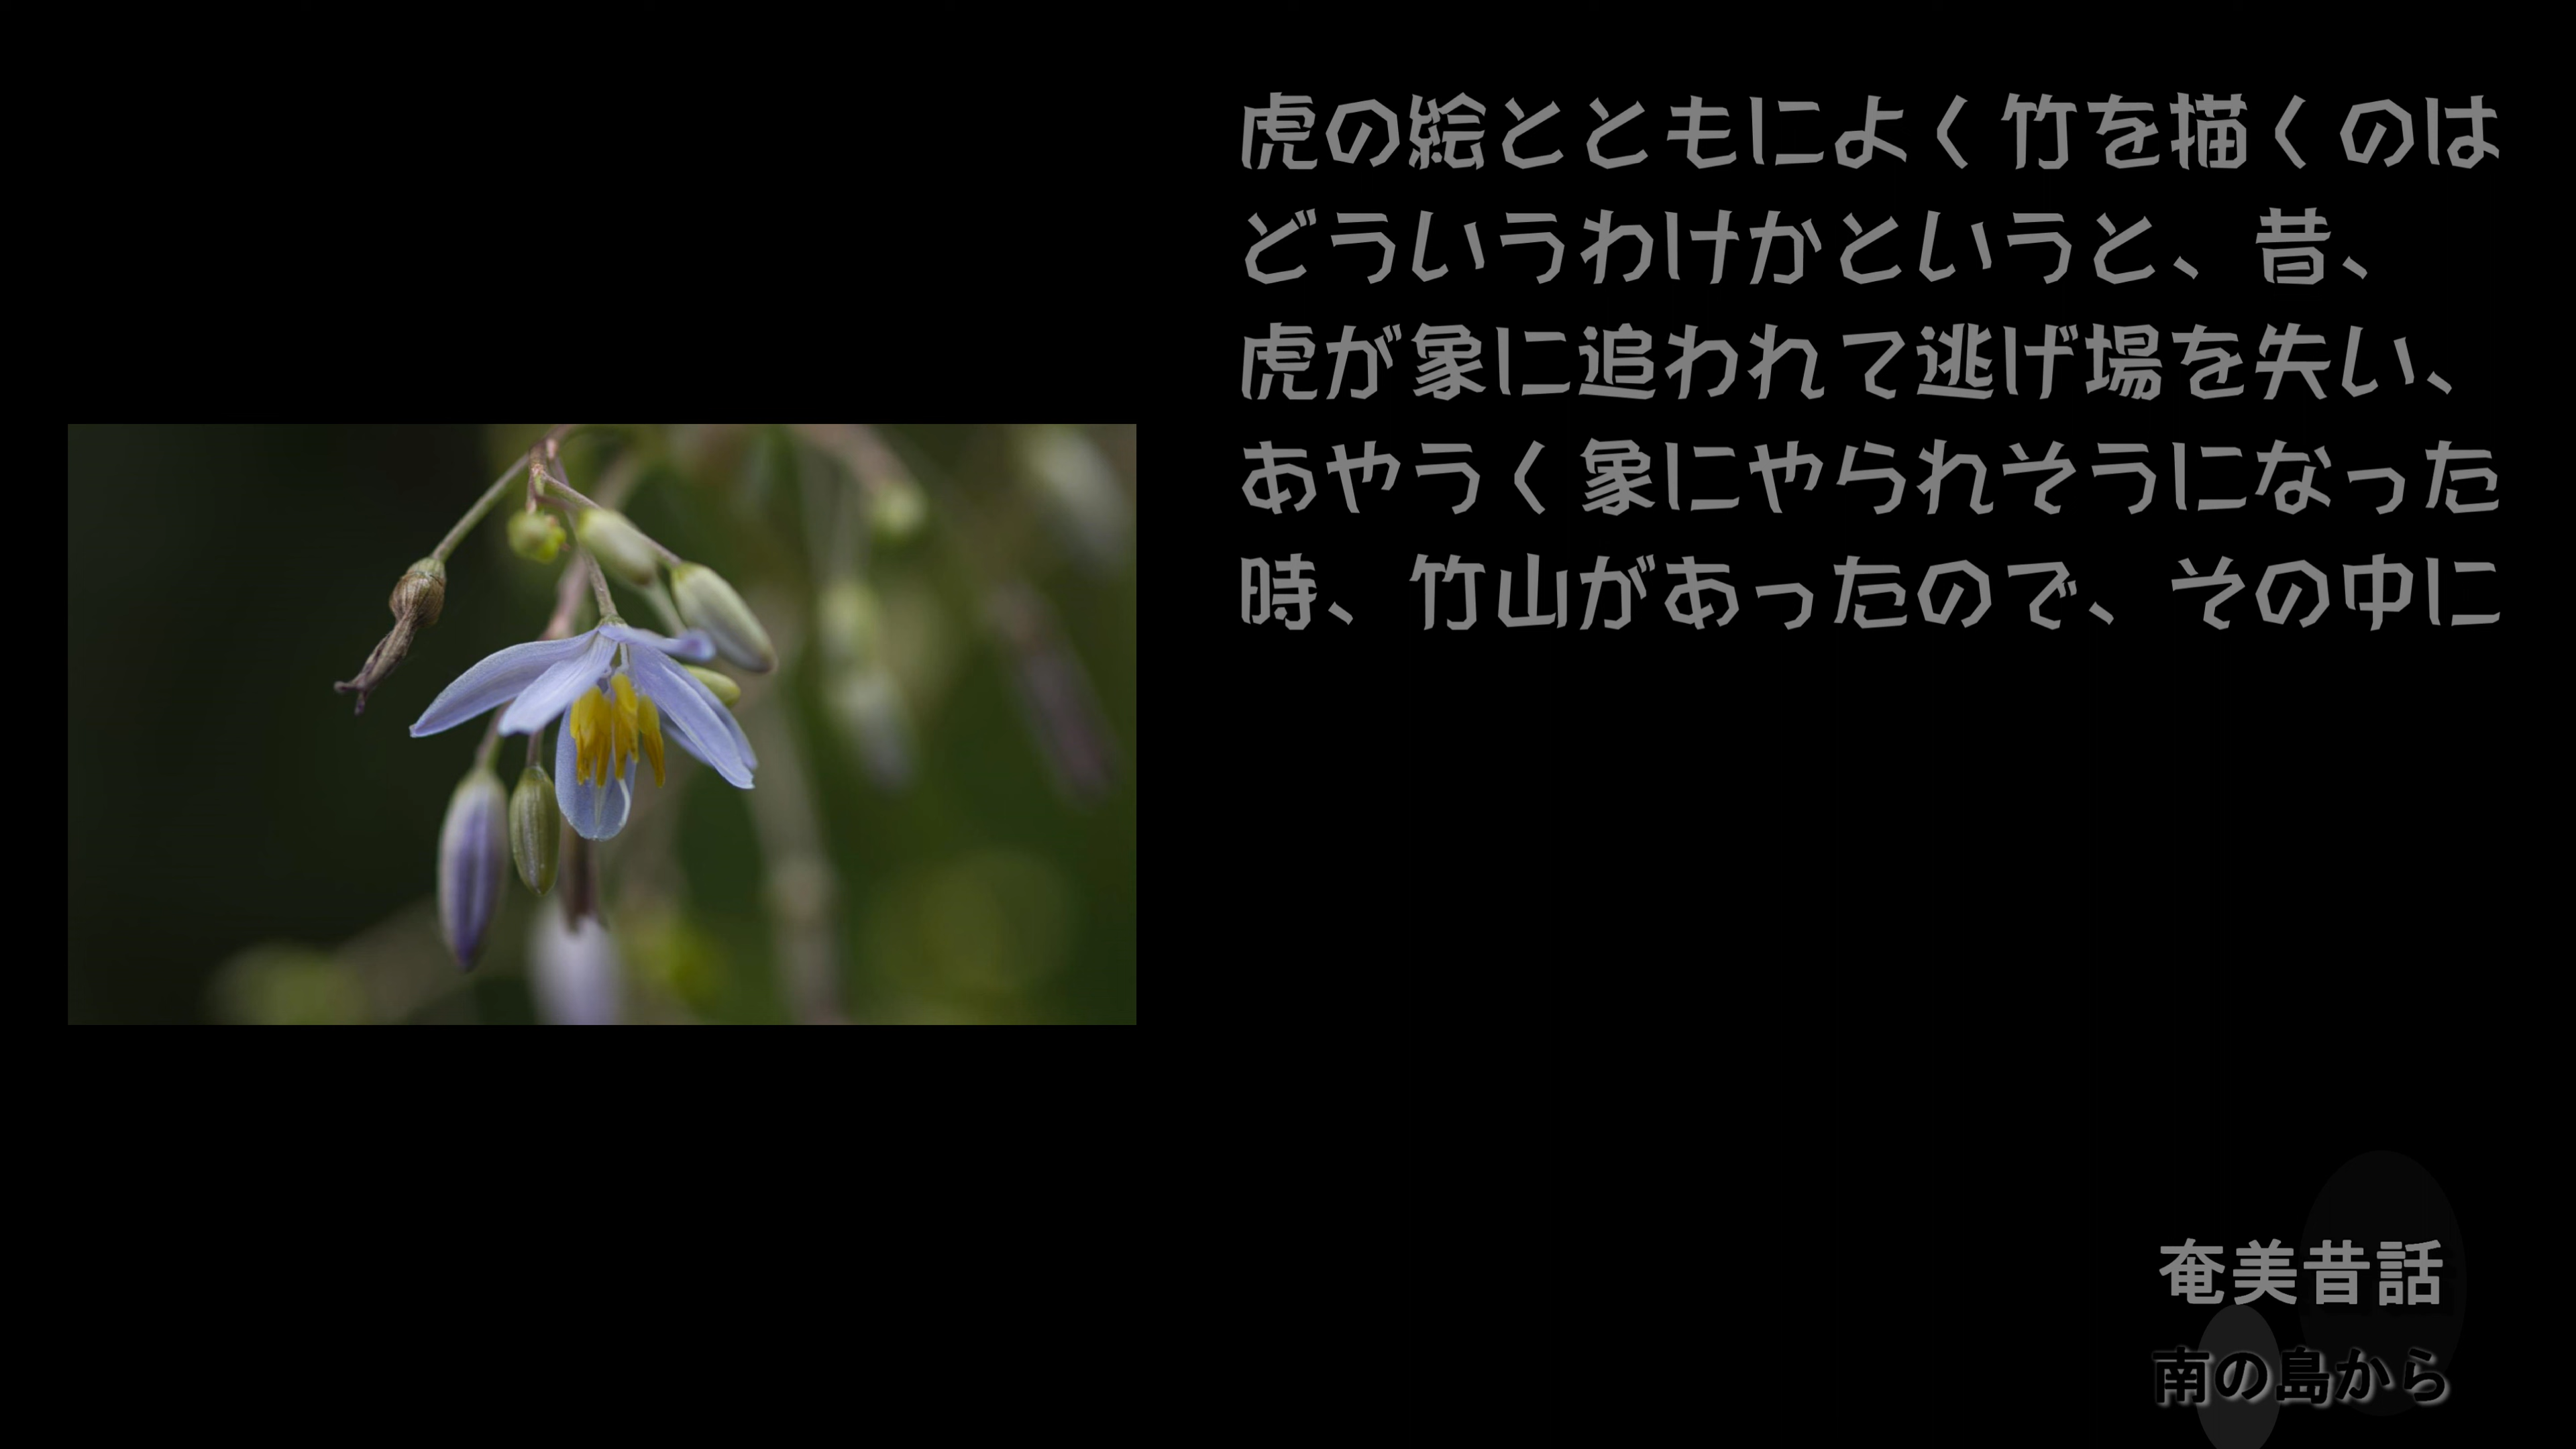 虎の絵とともによく竹を描くのは
どういうわけかというと、昔、
虎が象に追われて逃げ場を失い、
あやうく象にやられそうになった
時、竹山があったので、その中に
奄美昔話
南の島から